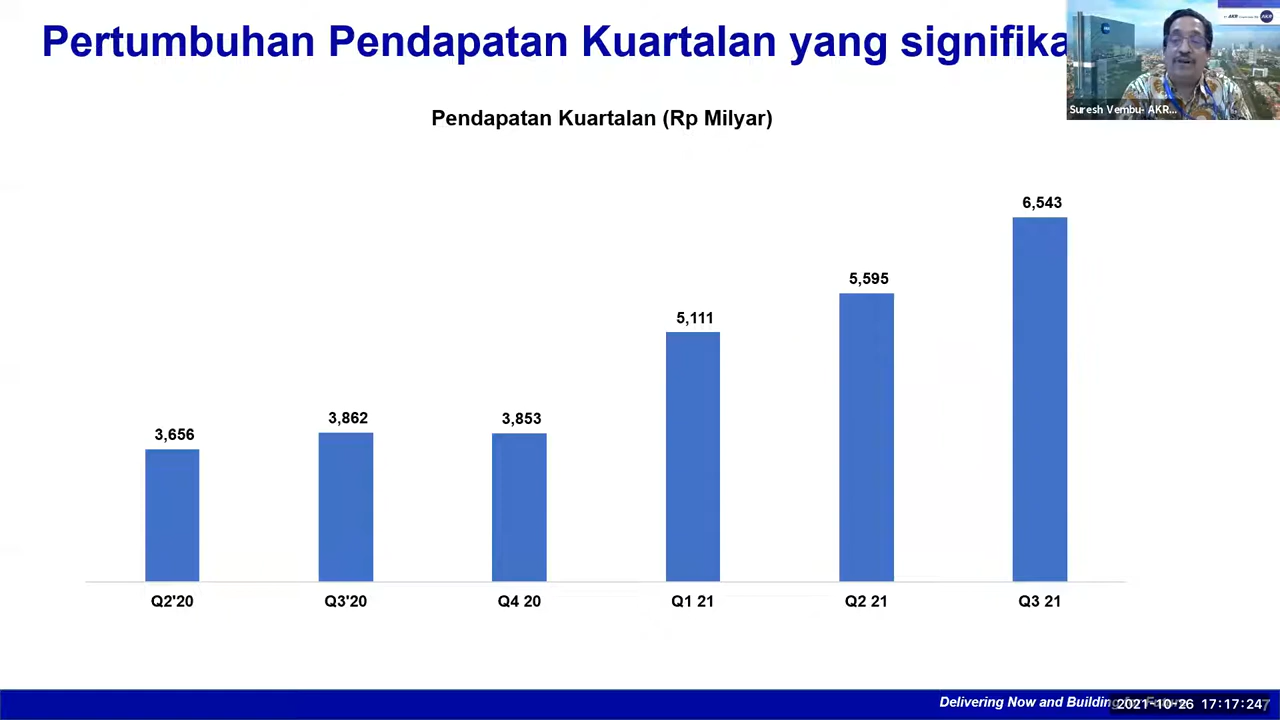 Pertumbuhan Pendapatan Kuartalan yang signifika
Suresh Vembu- AKR...
Pendapatan Kuartalan (Rp Milyar)
6,543
5,595
5,111
3,862
3,853
3,656
Q2'20
Q3'20
Q4 20
Q1 21
Q2 21
Q3 21
Delivering Now and Building
2021-10-26 17:17:24